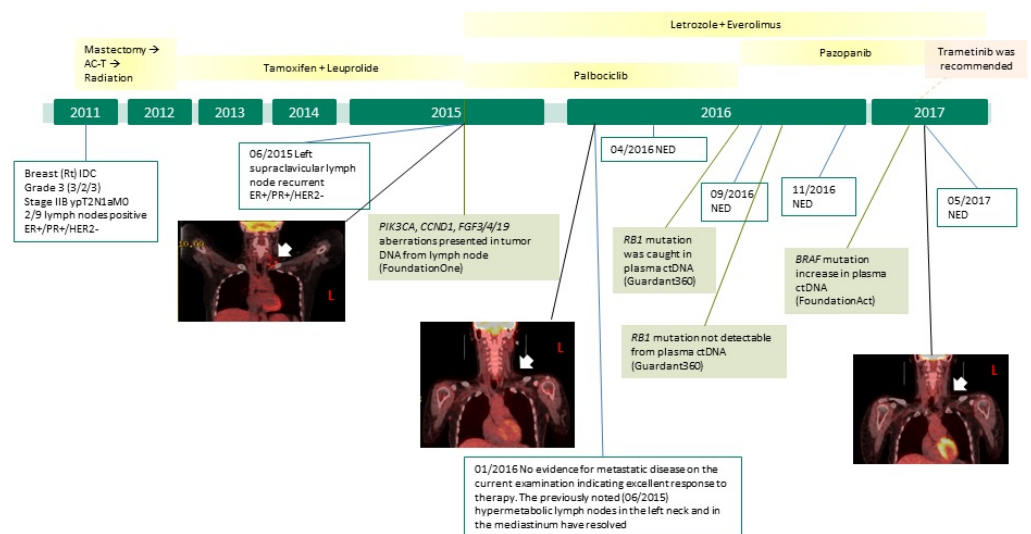 Letrozole + Everolimus
Mastectomy →
AC-T →
Radiation
Tamoxifen + Leuprolide
Palbociclib
Pazopanib
Trametinib was
recommended
2011
2012
2013
2014
2015
2016
2017
Breast (Rt) IDC
Grade 3 (3/2/3)
Stage IIB ypT2N1aM0
2/9 lymph nodes positive
ER+/PR+/HER2-
06/2015 Left
supraclavicular lymph
node recurrent
ER+/PR+/HER2-
PIK3CA, CCND1, FGF3/4/19
aberrations presented in tumor
DNA from lymph node
(FoundationOne)
04/2016 NED
09/2016
NED
11/2016
NED
05/2017
NED
RB1 mutation
was caught in
plasma ctDNA
(Guardant360)
RB1 mutation not detectable
from plasma ctDNA
(Guardant360)
BRAF mutation
increase in plasma
ctDNA
(FoundationAct)
L
L
L
01/2016 No evidence for metastatic disease on the
current examination indicating excellent response to
therapy. The previously noted (06/2015)
hypermetabolic lymph nodes in the left neck and in
the mediastinum have resolved